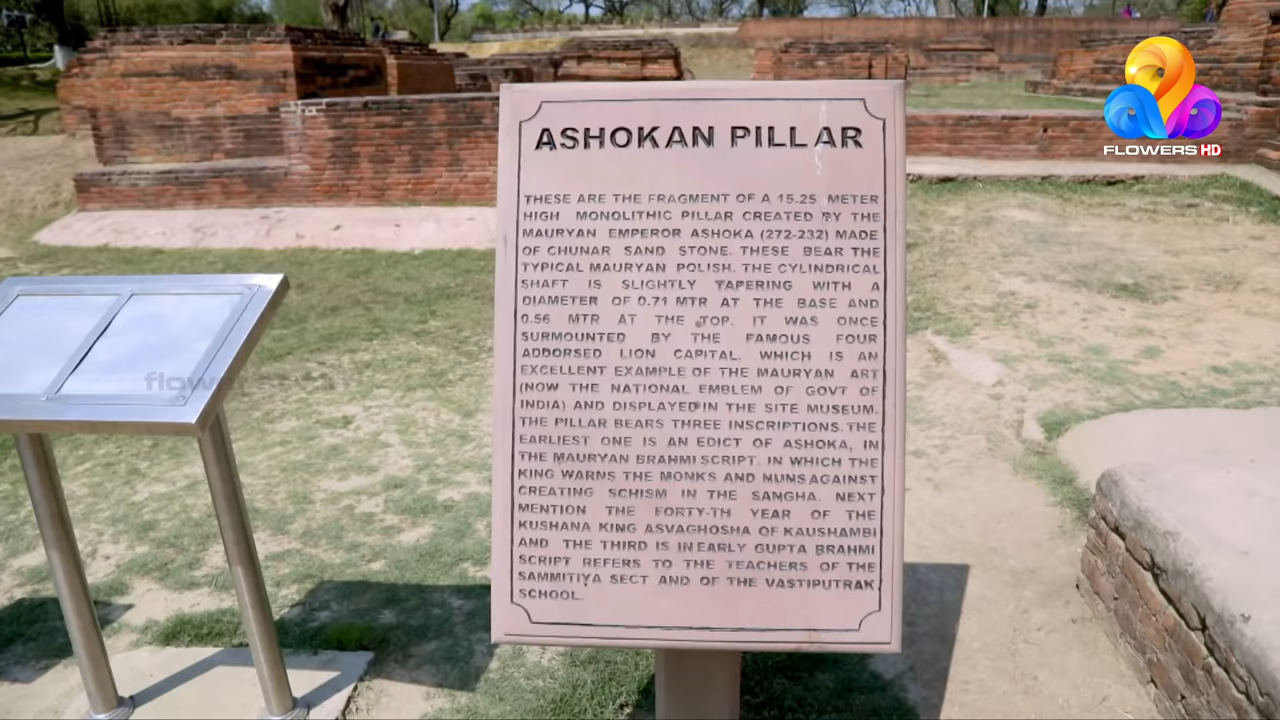 FLOWERS HD
ASHOKAN PILLAR
THESE ARE THE FRAGMENT OF A 15.25 METER
HIGH MONOLITHIC PILLAR CREATED BY THE
MAURYAN EMPEROR ASHOKA (272-232) MADE
OF CHUNAR SAND STONE. THESE BEAR THE
TYPICAL MAURYAN POLISH. THE CYLINDRICAL
SHAFT IS SLIGHTLY TAPERING WITH A
DIAMETER OF 0.71 MTR AT THE BASE AND
0.56 MTR AT THE TOP. IT WAS ONCE
SURMOUNTED BY THE FAMOUS FOUR
ADDORSED LION CAPITAL. WHICH IS AN
EXCELLENT EXAMPLE OF THE MAURYAN ART
(NOW THE NATIONAL EMBLEM OF GOVT OF
INDIA) AND DISPLAYED IN THE SITE MUSEUM.
THE PILLAR BEARS THREE INSCRIPTIONS. THE
EARLIEST ONE IS AN EDICT OF ASHOKA, IN
THE MAURYAN BRAHMI SCRIPT. IN WHICH THE
KING WARNS THE MONKS AND NUNS AGAINST
CREATING SCHISM IN THE SANGHA. NEXT
MENTION THE FORTY-TH YEAR OF THE
KUSHANA KING ASVAGHOSHA OF KAUSHAMBI
AND THE THIRD IS IN EARLY GUPTA BRAHMI
SCRIPT REFERS TO THE TEACHERS OF THE
SAMMITIYA SECT AND OF THE VASTIPUTRAK
SCHOOL.